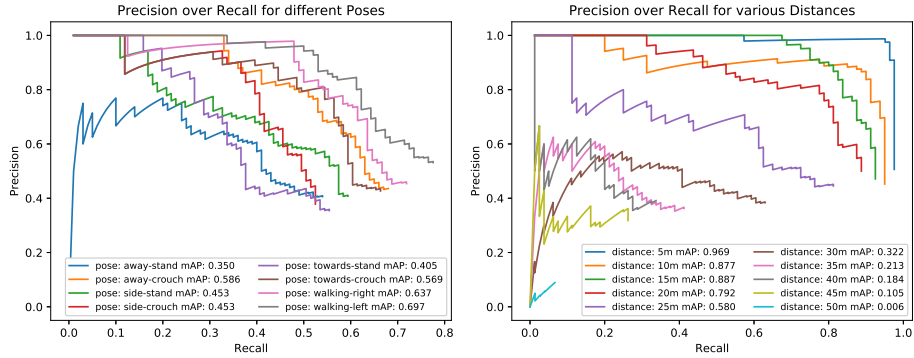 Precision over Recall for different Poses
Precision
1.0
0.8
0.6
0.4
0.2
0.0
pose: away-stand mAP: 0.350
pose: away-crouch mAP: 0.586
pose: side-stand mAP: 0.453
pose: side-crouch mAP: 0.453
pose: towards-stand mAP: 0.405
pose: towards-crouch mAP: 0.569
pose: walking-right mAP: 0.637
pose: walking-left mAP: 0.697
0.0 0.1 0.2 0.3 0.4 0.5 0.6 0.7 0.8
Recall
Precision over Recall for various Distances
Precision
1.0
0.8
0.6
0.4
0.2
0.0
distance: 5m mAP: 0.969
distance: 10m mAP: 0.877
distance: 15m mAP: 0.887
distance: 20m mAP: 0.792
distance: 25m mAP: 0.580
distance: 30m mAP: 0.322
distance: 35m mAP: 0.213
distance: 40m mAP: 0.184
distance: 45m mAP: 0.105
distance: 50m mAP: 0.006
0.0 0.2 0.4 0.6 0.8 1.0
Recall